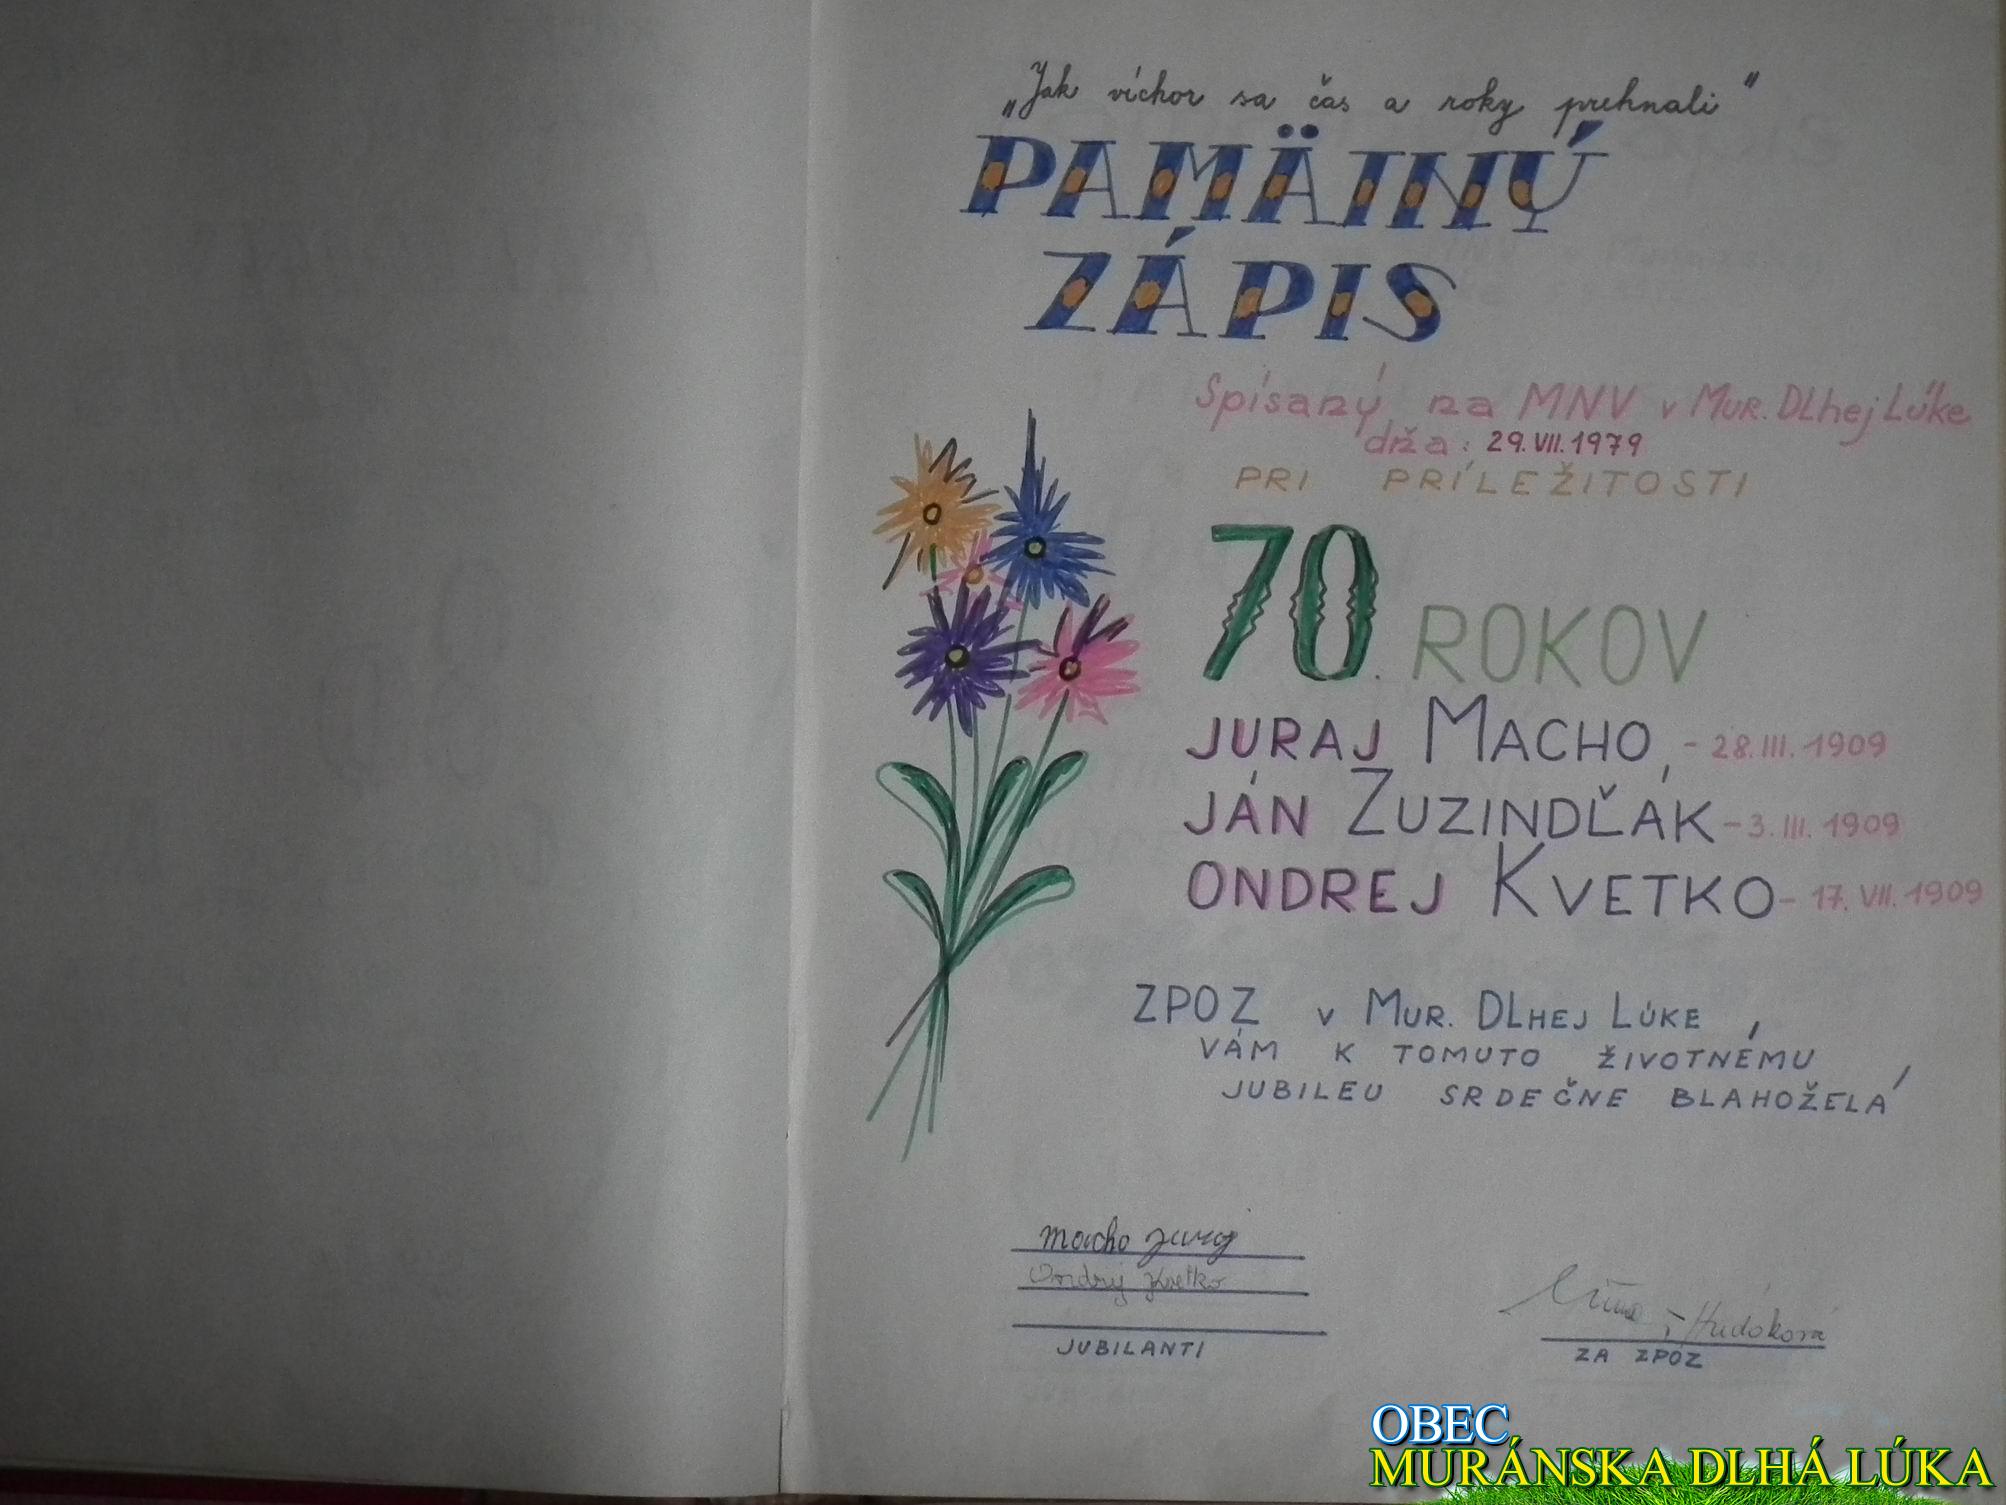 „Jak víchor sa čas a roky prehnali"
PAMÄTNÝ
ZÁPIS
Spísaný na MNV v Mur. DLhej Lúke
dňa: 29. VII. 1979
PRI PRÍLEŽITOSTI
70. ROKOV
JURAJ MACHO, - 28. III. 1909
JÁN ZUZINDĽÁK - 3. III. 1909
ONDREJ KVETKO - 17. VII. 1909
ZPOZ v MUR. DLHEJ LÚKE
VÁM K TOMUTO ŽIVOTNÉMU
JUBILEU SRDEČNE BLAHOŽELÁ
Macho Juraj
Ondrej Kvetko
JUBILANTI
Hudáková
ZA ZPOZ
OBEC
MURÁNSKA DLHÁ LÚKA